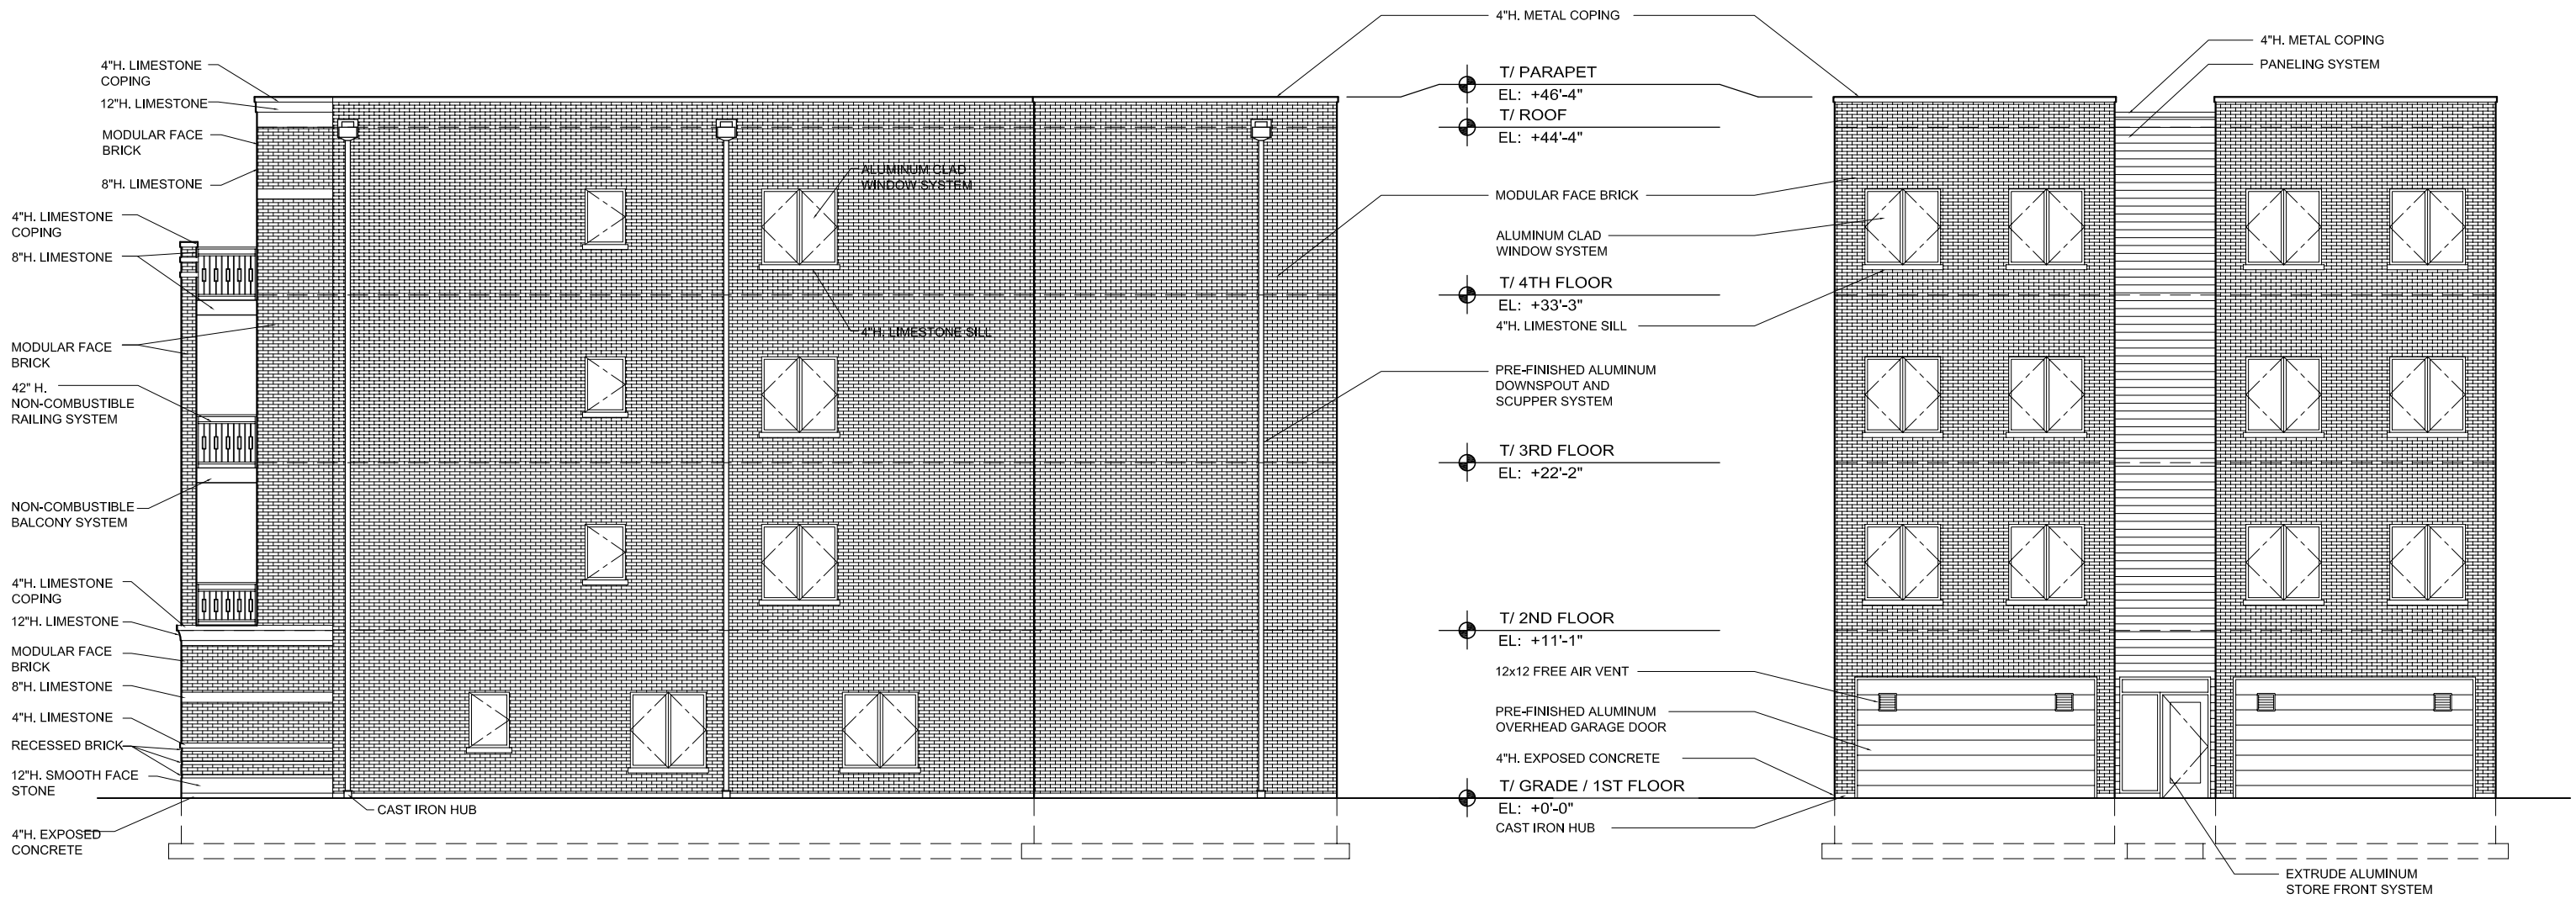 4"H. LIMESTONE
COPING
12"H. LIMESTONE
MODULAR FACE
BRICK
8"H. LIMESTONE
4"H. LIMESTONE
COPING
8"H. LIMESTONE
MODULAR FACE
BRICK
42" H.
NON-COMBUSTIBLE
RAILING SYSTEM
NON-COMBUSTIBLE
BALCONY SYSTEM
4"H. LIMESTONE
COPING
12"H. LIMESTONE
MODULAR FACE
BRICK
8"H. LIMESTONE
4"H. LIMESTONE
RECESSED BRICK
12"H. SMOOTH FACE
STONE
4"H. EXPOSED
CONCRETE
CAST IRON HUB
ALUMINUM CLAD
WINDOW SYSTEM
4"H. LIMESTONE SILL
4"H. METAL COPING
T/ PARAPET
EL: +46'-4"
T/ ROOF
EL: +44'-4"
MODULAR FACE BRICK
ALUMINUM CLAD
WINDOW SYSTEM
T/ 4TH FLOOR
EL: +33'-3"
4"H. LIMESTONE SILL
PRE-FINISHED ALUMINUM
DOWNSPOUT AND
SCUPPER SYSTEM
T/ 3RD FLOOR
EL: +22'-2"
T/ 2ND FLOOR
EL: +11'-1"
12x12 FREE AIR VENT
PRE-FINISHED ALUMINUM
OVERHEAD GARAGE DOOR
4"H. EXPOSED CONCRETE
T/ GRADE / 1ST FLOOR
EL: +0'-0"
CAST IRON HUB
4"H. METAL COPING
PANELING SYSTEM
EXTRUDE ALUMINUM
STORE FRONT SYSTEM